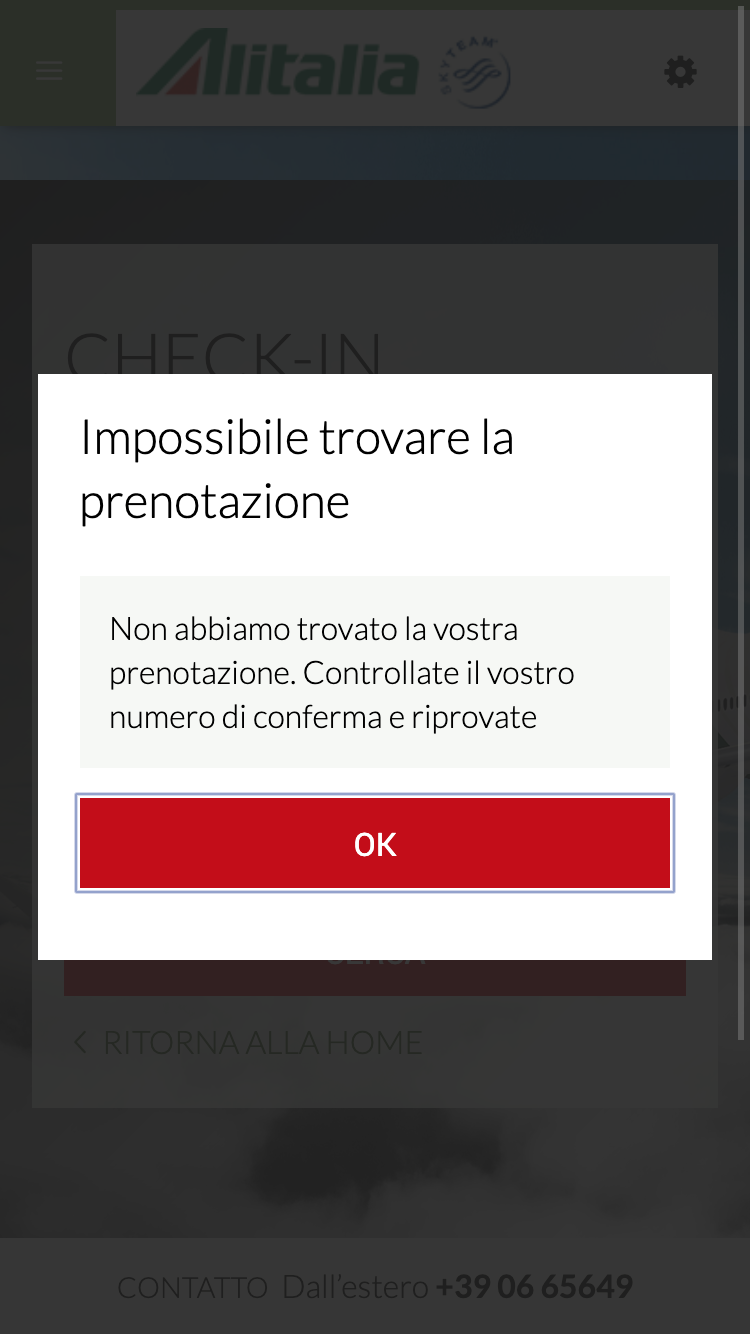 Alitalia
SKYTEAM
CHECK-IN
Impossibile trovare la
prenotazione
Non abbiamo trovato la vostra
prenotazione. Controllate il vostro
numero di conferma e riprovate
OK
CERCA
RITORNA ALLA HOME
CONTATTO Dall'estero +39 06 65649